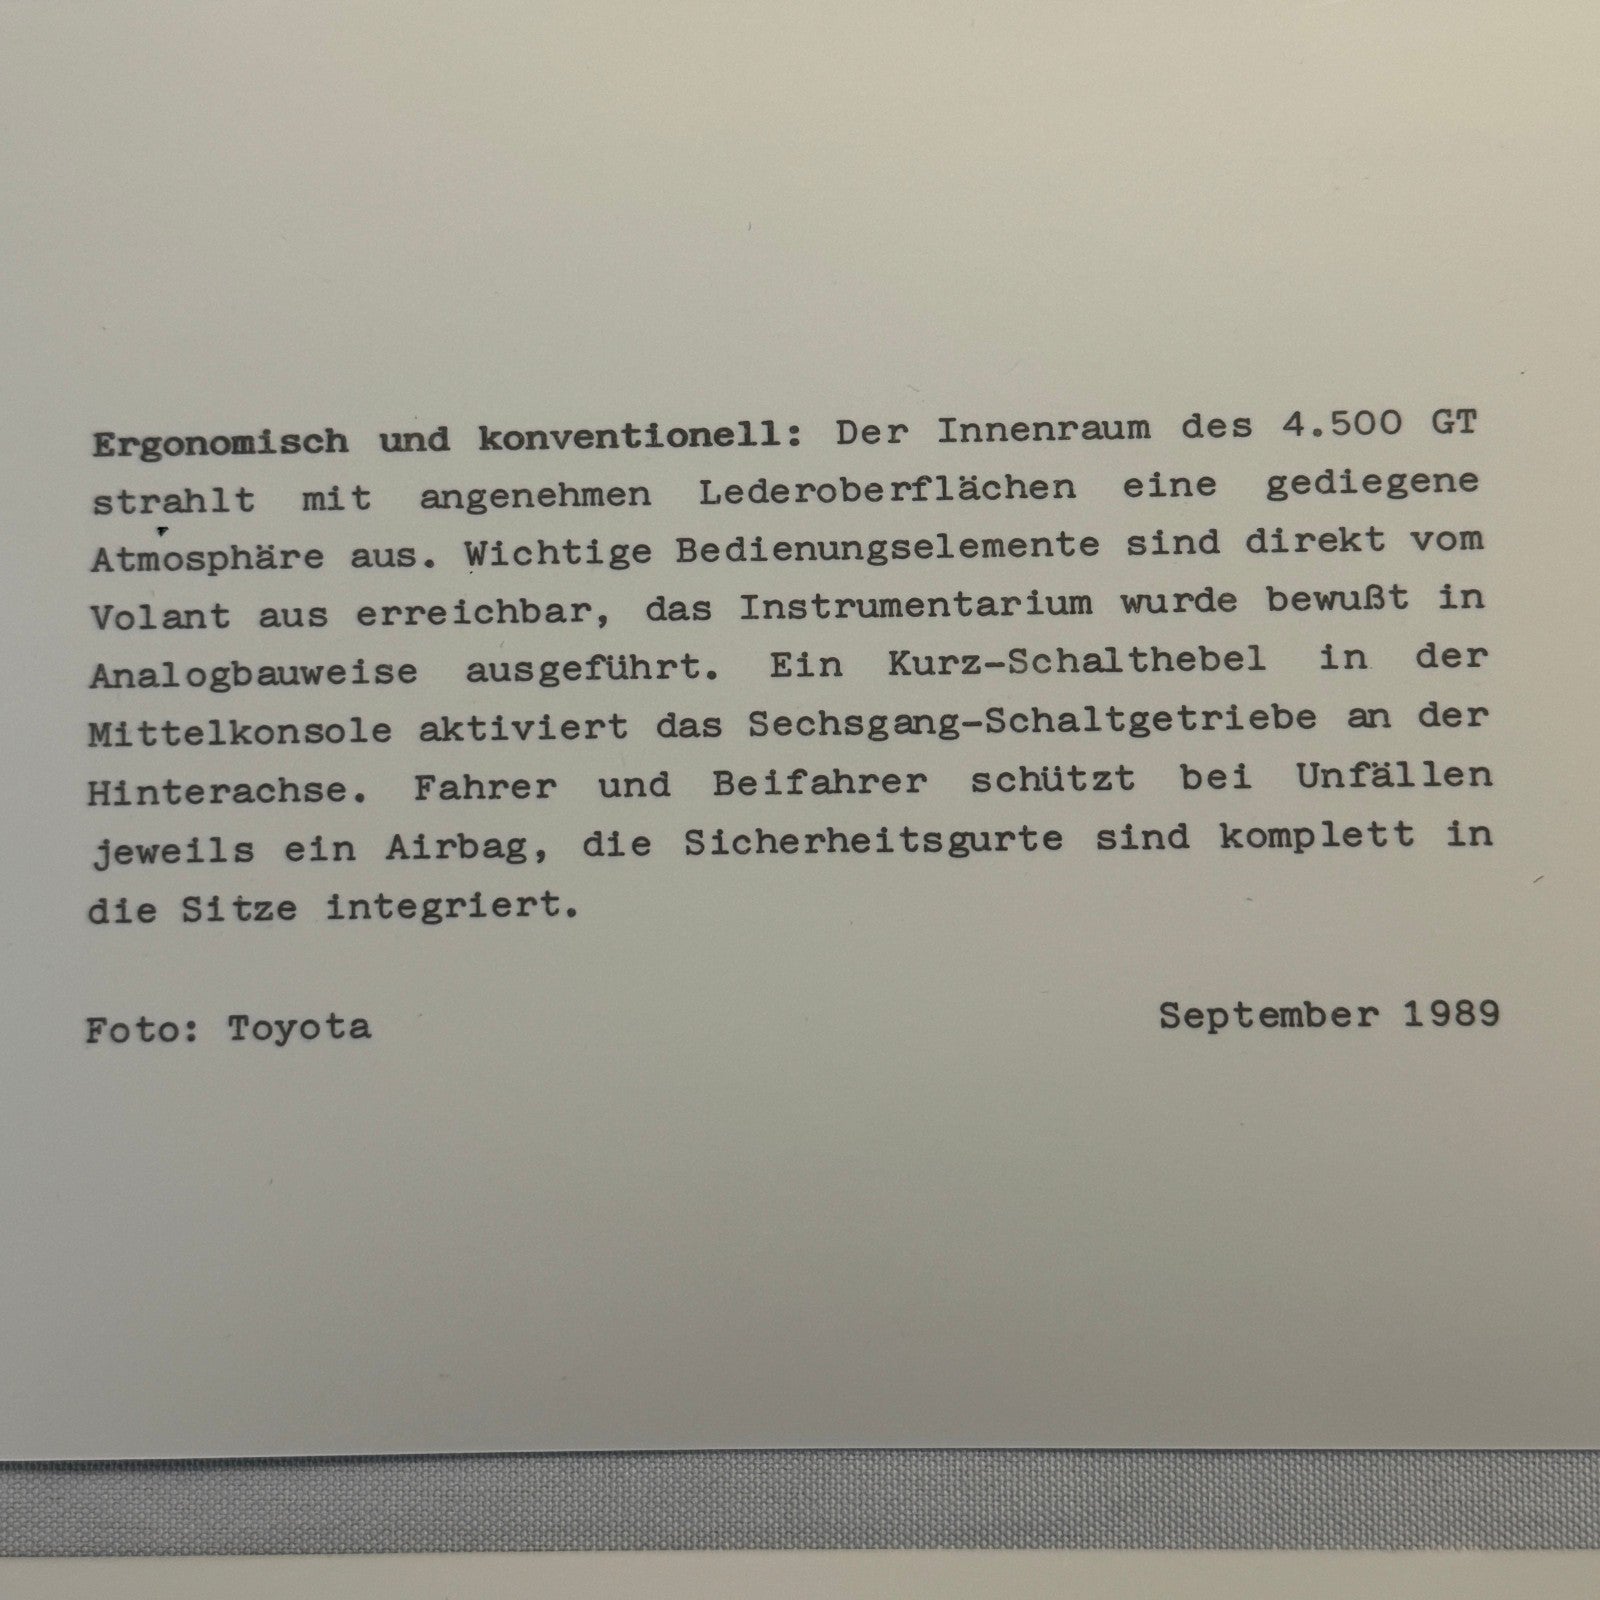 Ergonomisch und konventionell: Der Innenraum des 4.500 GT
strahlt mit angenehmen Lederoberflächen eine gediegene
Atmosphäre aus. Wichtige Bedienungselemente sind direkt vom
Volant aus erreichbar, das Instrumentarium wurde bewußt in
Analogbauweise ausgeführt. Ein Kurz-Schalthebel in der
Mittelkonsole aktiviert das Sechsgang-Schaltgetriebe an der
Hinterachse. Fahrer und Beifahrer schützt bei Unfällen
jeweils ein Airbag, die Sicherheitsgurte sind komplett in
die Sitze integriert.
Foto: Toyota September 1989